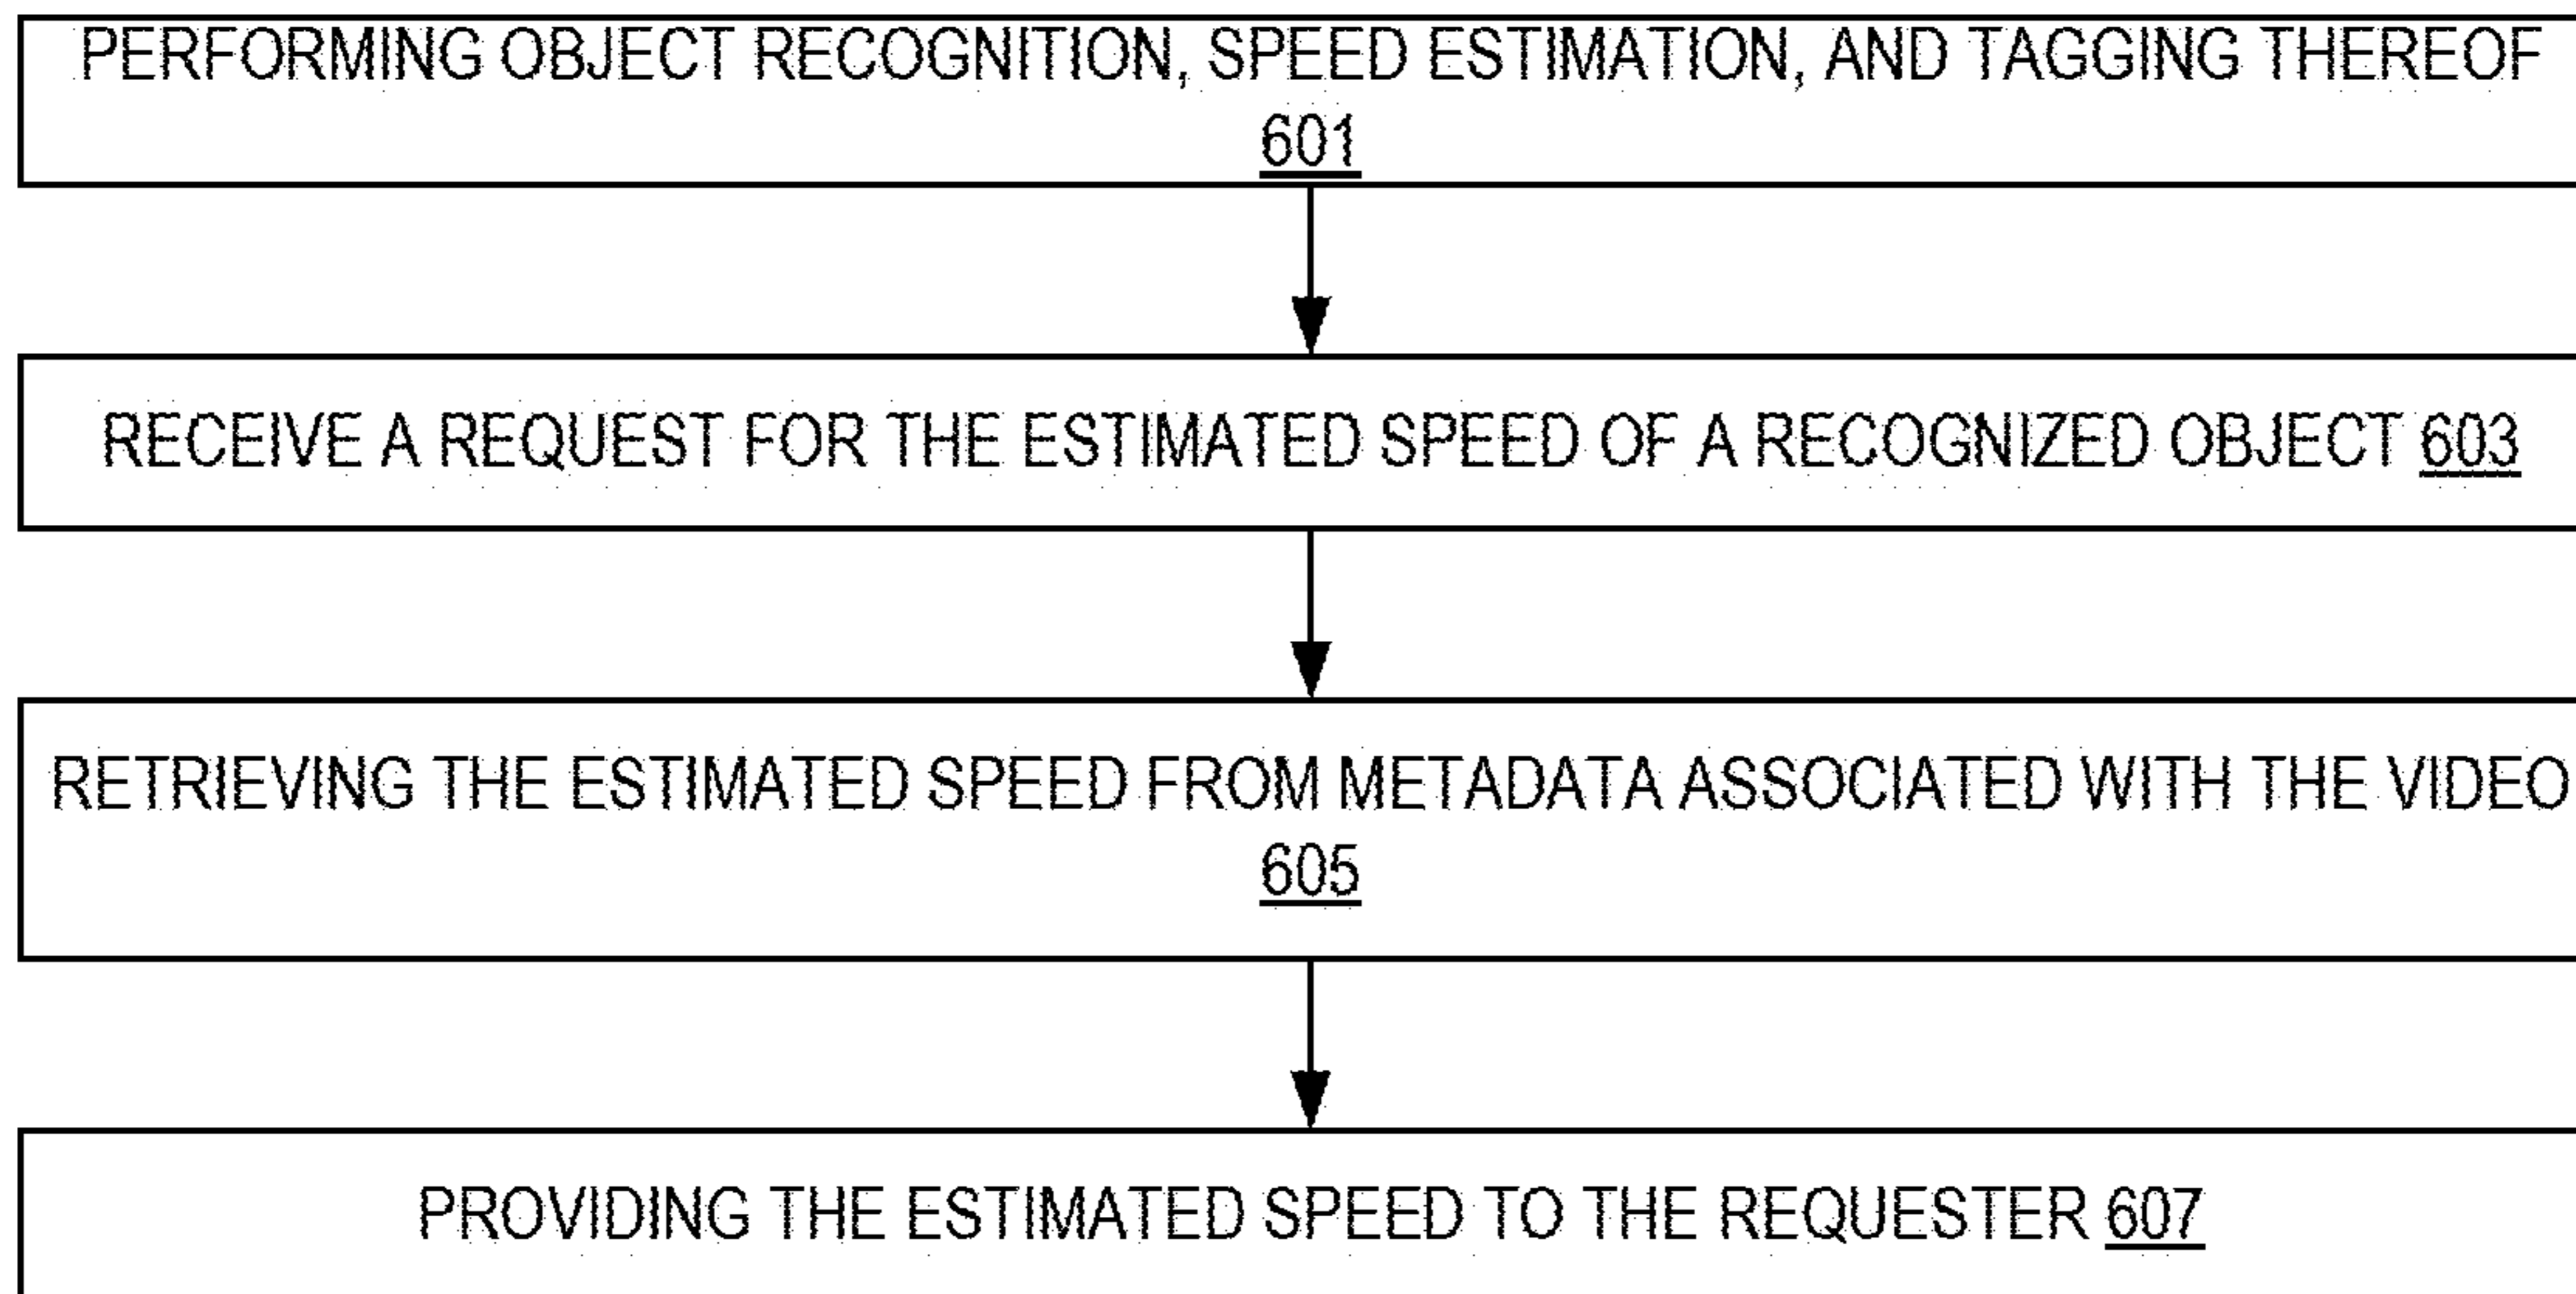 PERFORMING OBJECT RECOGNITION, SPEED ESTIMATION, AND TAGGING THEREOF
601
RECEIVE A REQUEST FOR THE ESTIMATED SPEED OF A RECOGNIZED OBJECT 603
RETRIEVING THE ESTIMATED SPEED FROM METADATA ASSOCIATED WITH THE VIDEO
605
PROVIDING THE ESTIMATED SPEED TO THE REQUESTER 607